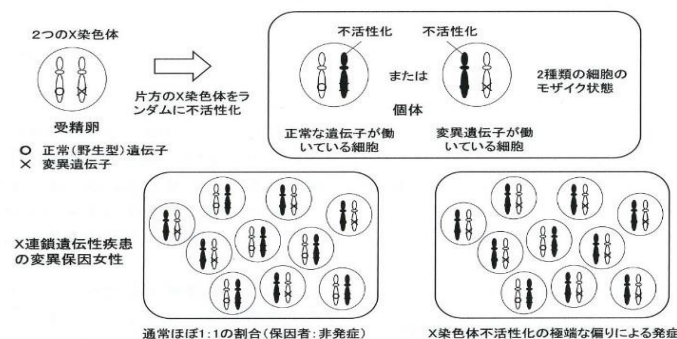 2つのX染色体
受精卵
○ 正常(野生型)遺伝子
× 変異遺伝子
片方のX染色体をラ
ンダムに不活性化
不活性化
不活性化
または
個体
2種類の細胞の
モザイク状態
正常な遺伝子が働
いている細胞
変異遺伝子が働
いている細胞
X連鎖遺伝性疾患
の変異保因女性
通常ほぼ1:1の割合(保因者:非発症)
X染色体不活性化の極端な偏りによる発症